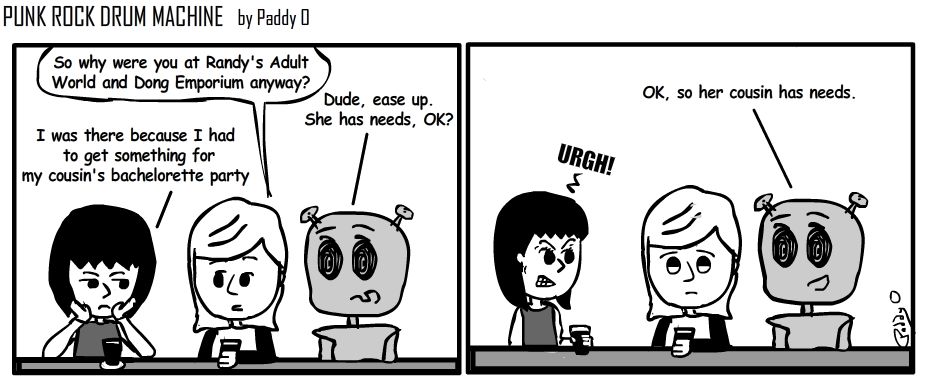 PUNK ROCK DRUM MACHINE by Paddy O
So why were you at Randy's Adult
World and Dong Emporium anyway?
Dude, ease up.
She has needs, OK?
I was there because I had
to get something for
my cousin's bachelorette party
OK, so her cousin has needs.
URGH!
Paddy O